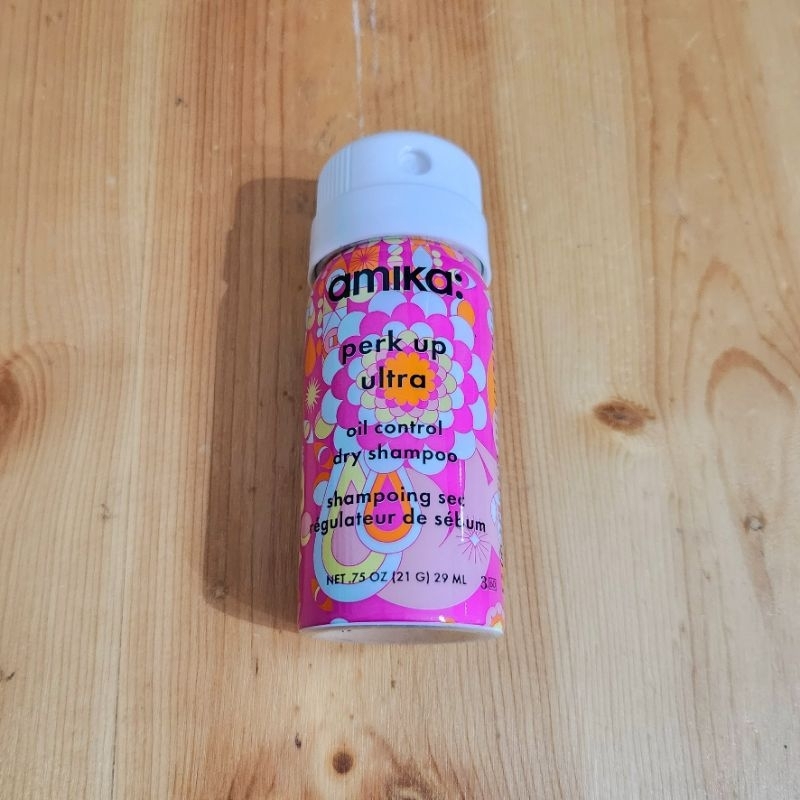 amika:
perk up
ultra
oil control
dry shampoo
shampoing sec
régulateur de sébum
NET .75 OZ (21 G) 29 ML